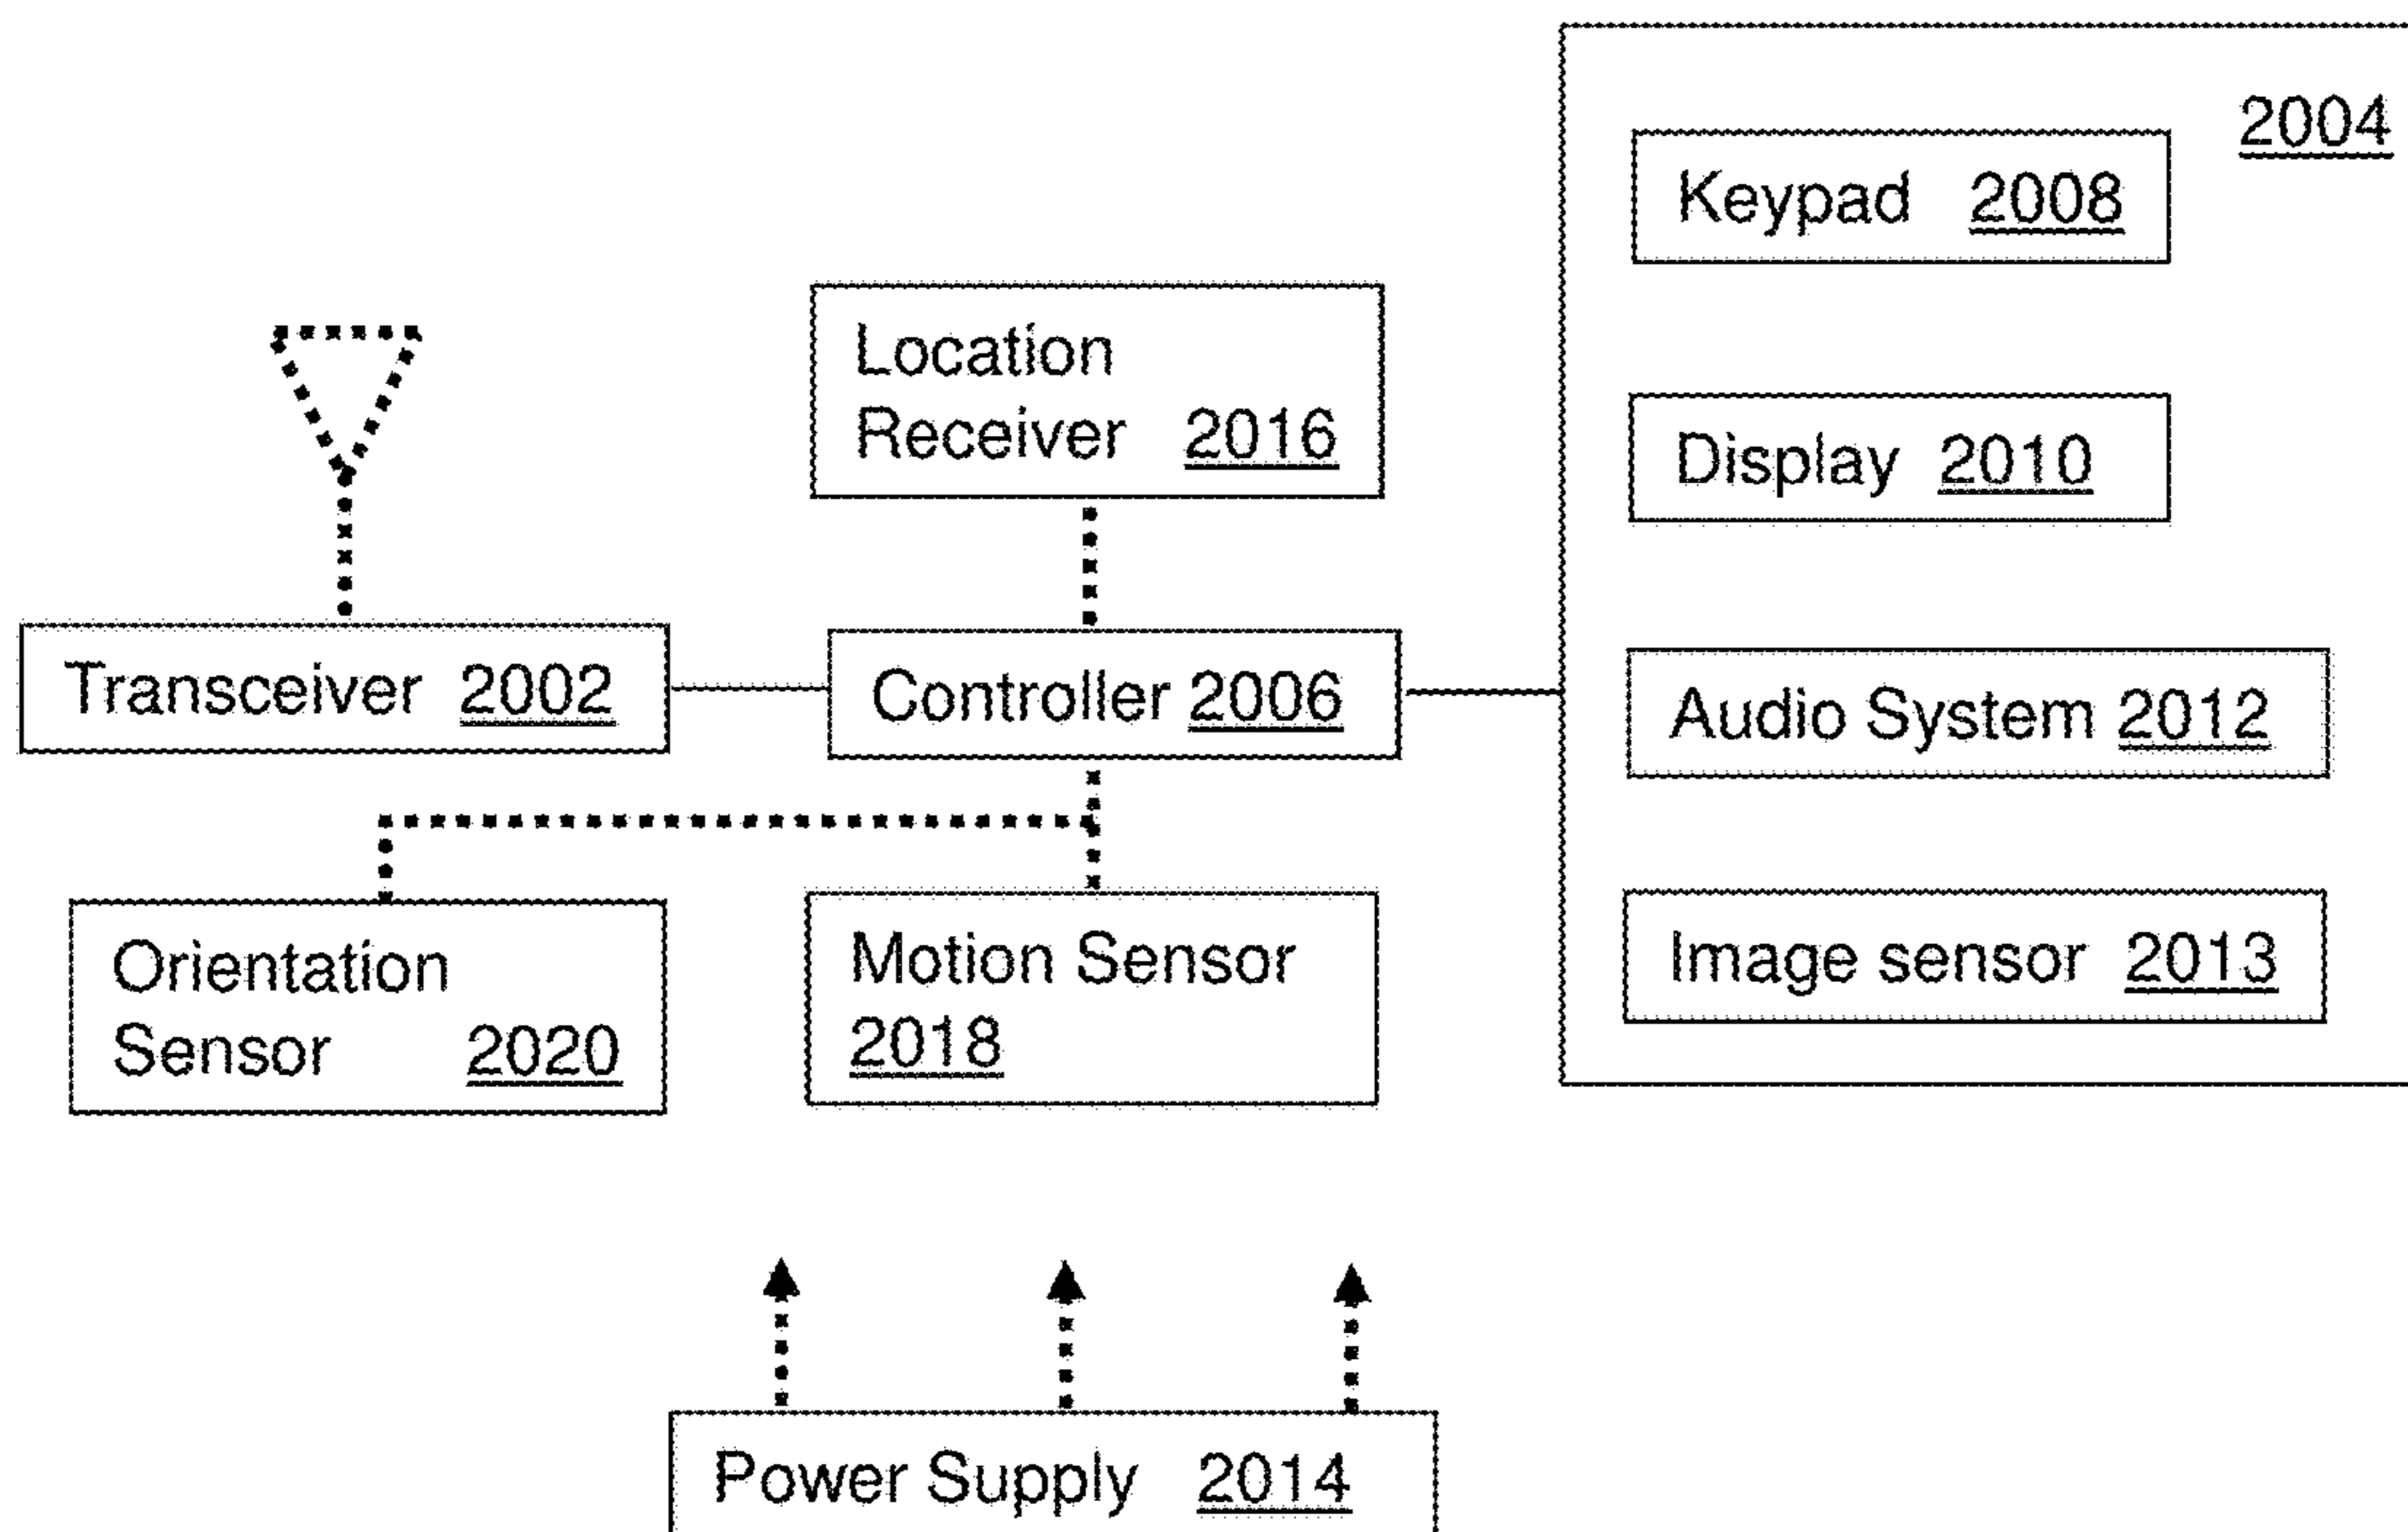 2004
Keypad 2008
Location
Receiver 2016
Display 2010
Transceiver 2002
Controller 2006
Audio System 2012
Orientation
Sensor 2020
Motion Sensor
2018
Image sensor 2013
Power Supply 2014